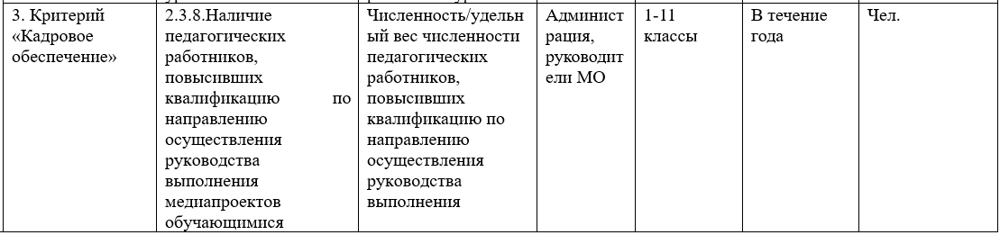 3. Критерий
«Кадровое
обеспечение»
2.3.8.Наличие
педагогических
работников,
повысивших
квалификацию по
направлению
осуществления
руководства
выполнения
медиапроектов
обучающимися
Численность/удельн
ый вес численности
педагогических
работников,
повысивших
квалификацию по
направлению
осуществления
руководства
выполнения
Админист
рация,
руководит
ели МО
1-11
классы
В течение
года
Чел.